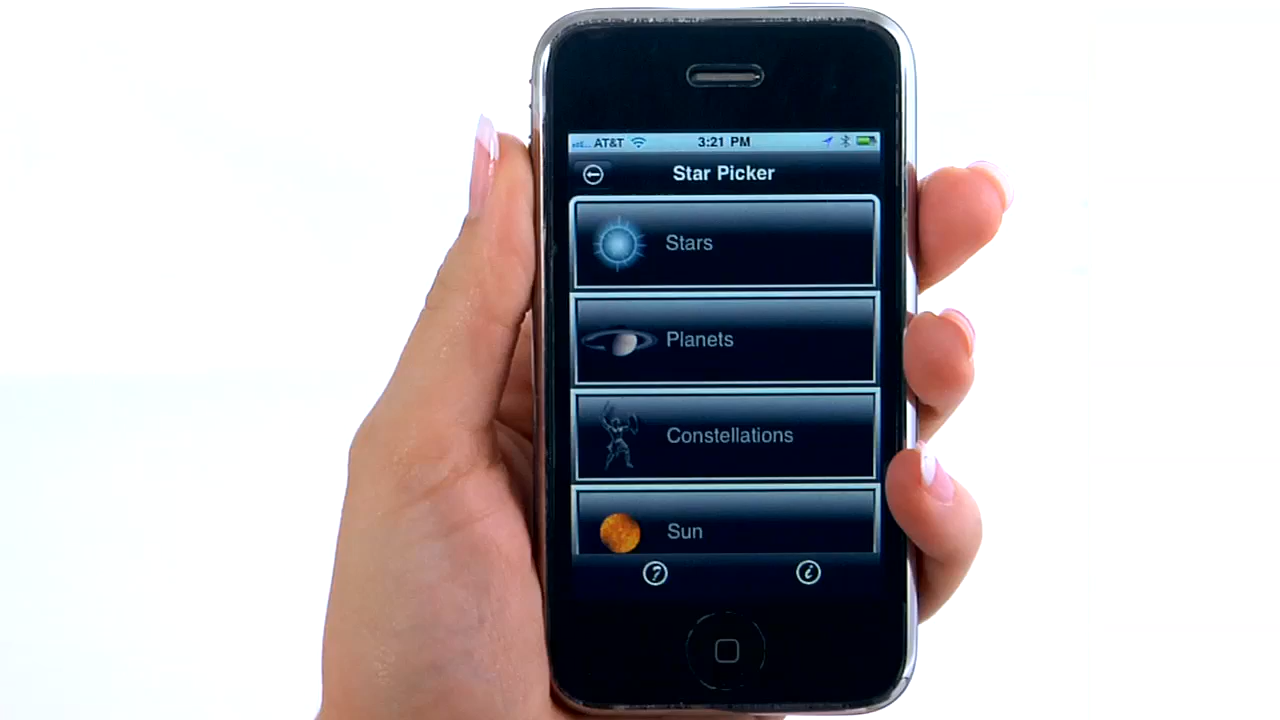 AT&T 3:21 PM
Star Picker
Stars
Planets
Constellations
Sun
? i